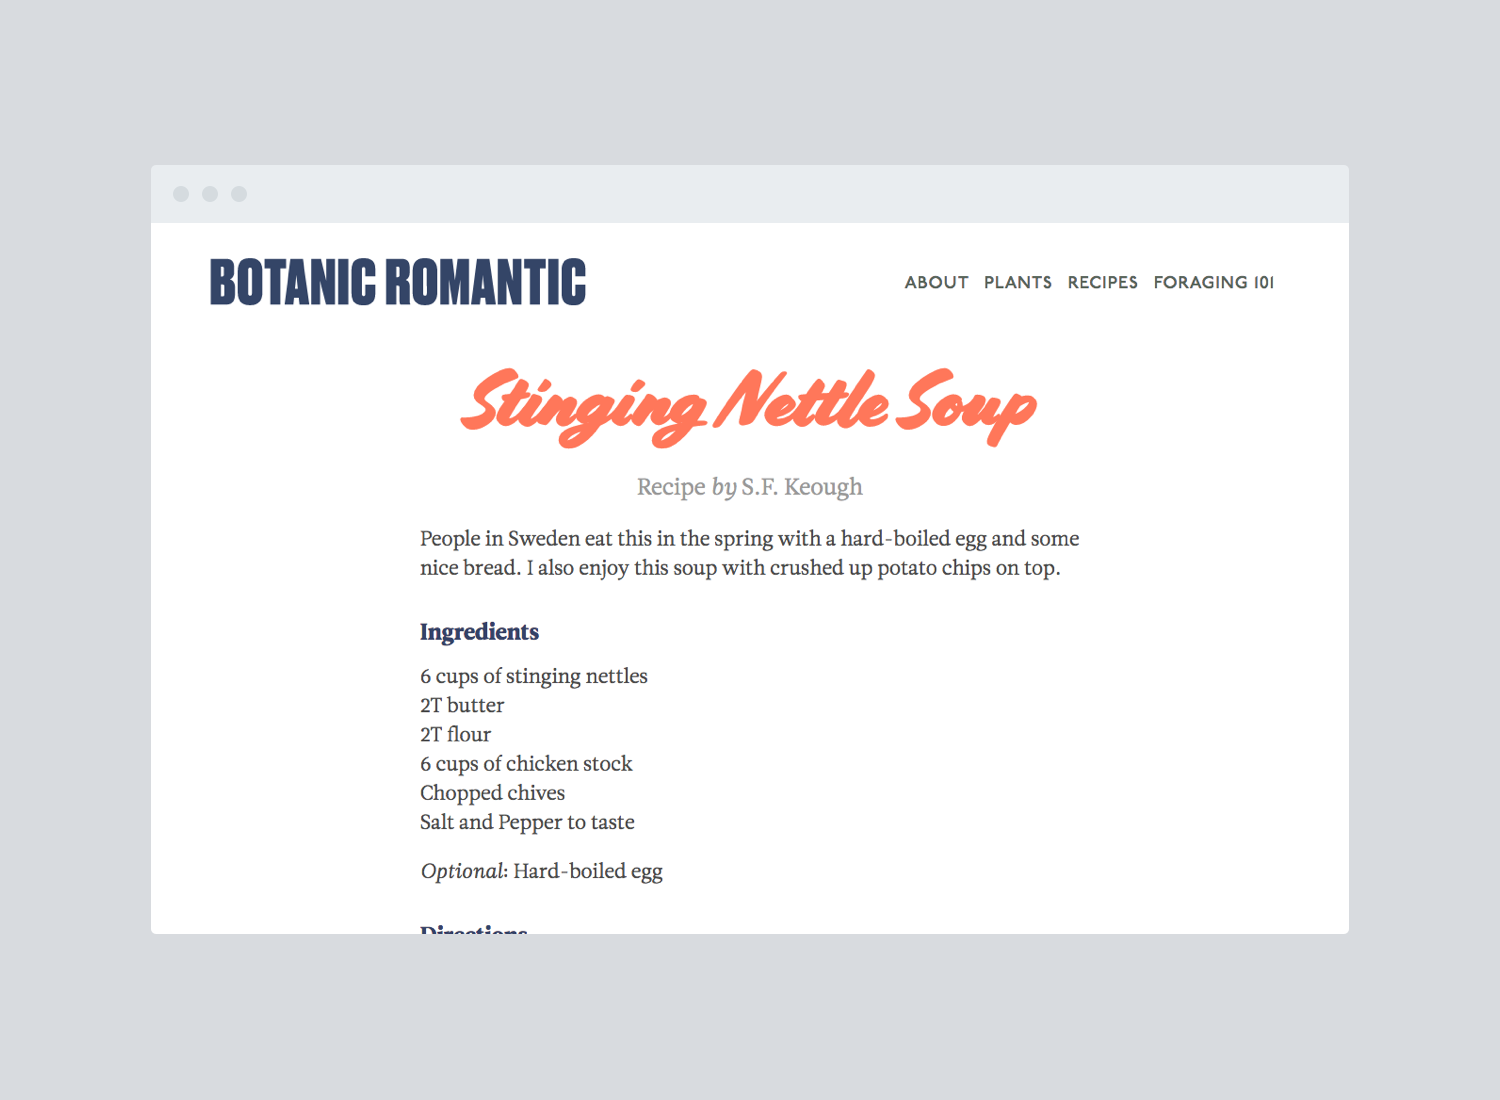 BOTANIC ROMANTIC
ABOUT PLANTS RECIPES FORAGING 101
Stinging Nettle Soup
Recipe by S.F. Keough
People in Sweden eat this in the spring with a hard-boiled egg and some
nice bread. I also enjoy this soup with crushed up potato chips on top.
Ingredients
6 cups of stinging nettles
2T butter
2T flour
6 cups of chicken stock
Chopped chives
Salt and Pepper to taste
Optional: Hard-boiled egg
Directions